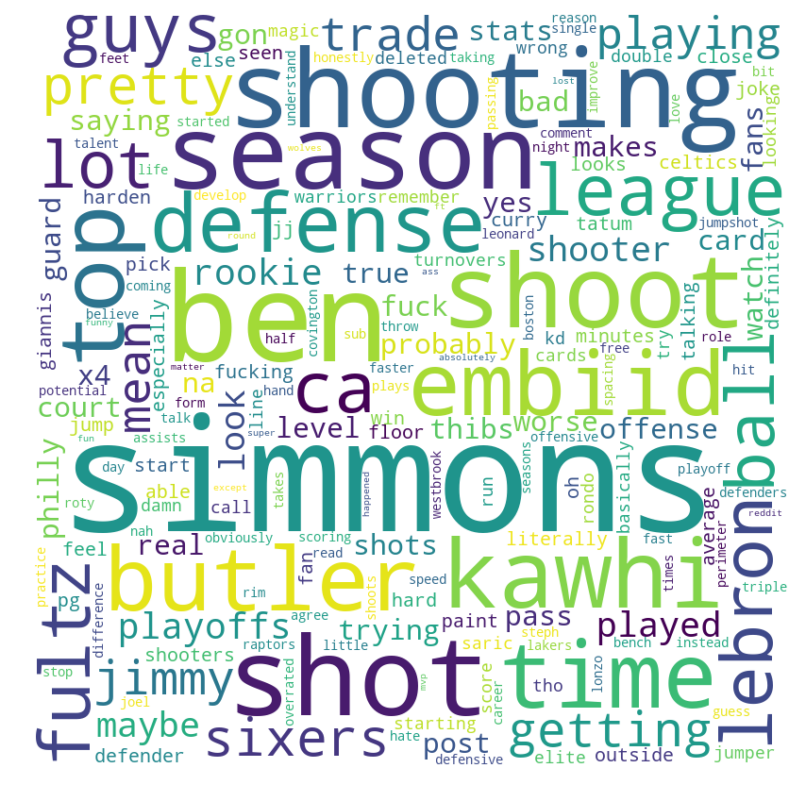 guys
gon
magic
trade
stats
reason
single
playing
feet
else
seen
honestly
deleted
taking
wrong
double
close
pretty
shooting
understand
passing
improve
bit
bad
joke
looking
saying
started
love
season
comment
night
makes
fans
talent
wolves
lot
life
looks
celtics
harden
develop
warriors
remember
ft
yes
league
top
defense
curry
tatum
jumpshot
guard
round
jj
leonard
shooter
card
pick
rookie
true
ass
turnovers
watch
definitely
coming
ben
shoot
giannis
believe
funny
especially
covington
throw
fuck
boston
kd
minutes
try
talking
mean
x4
half
sub
probably
faster
cards
free
role
matter
absolutely
spacing
hit
potential
na
fucking
ca
plays
embiid
ball
court
form
hand
line
win
worse
jump
talk
look
level
floor
thibs
offensive
offense
fun
assists
super
simmons
philly
day
start
seasons
playoff
roty
able
except
takes
happened
westbrook
run
oh
rondo
basically
defenders
damn
call
reddit
nah
scoring
fast
lebron
average
feel
obviously
real
fan
shots
literally
perimeter
practice
read
butler
kawhi
times
triple
pg
difference
rim
agree
speed
shoots
hard
fultz
playoffs
trying
paint
pass
played
steph
stop
shooters
raptors
little
saric
lakers
bench
instead
jimmy
shot
time
joel
overrated
mvp
score
career
tho
lonzo
maybe
hate
starting
getting
guess
defender
sixers
post
defensive
elite
outside
jumper